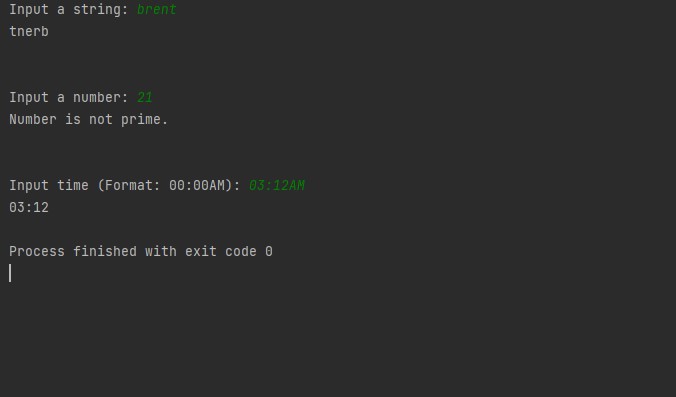 Input a string: brent
tnerb
Input a number: 21
Number is not prime.
Input time (Format: 00:00AM): 03:12AM
03:12
Process finished with exit code 0